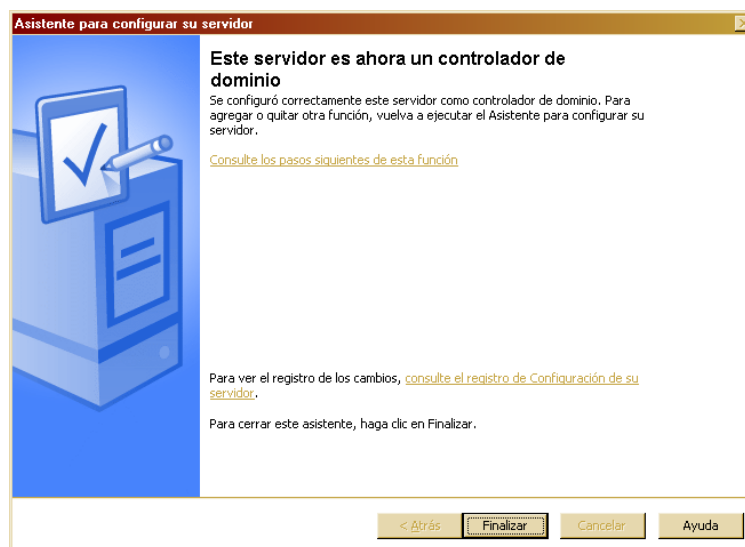 Asistente para configurar su servidor
Este servidor es ahora un controlador de
dominio
Se configuró correctamente este servidor como controlador de dominio. Para
agregar o quitar otra función, vuelva a ejecutar el Asistente para configurar su
servidor.
Consulte los pasos siguientes de esta función
Para ver el registro de los cambios, consulte el registro de Configuración de su
servidor.
Para cerrar este asistente, haga clic en Finalizar.
< Atrás Finalizar Cancelar Ayuda